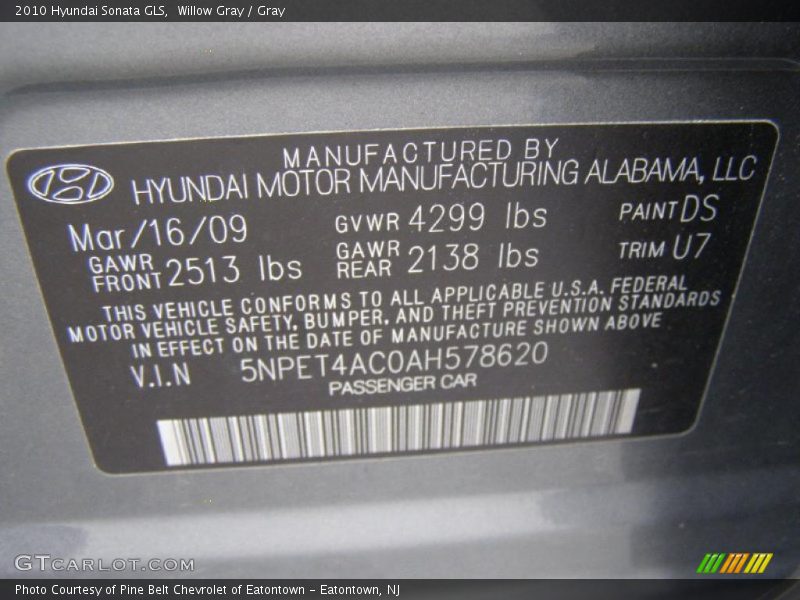 2010 Hyundai Sonata GLS, Willow Gray / Gray
MANUFACTURED BY
HYUNDAI MOTOR MANUFACTURING ALABAMA, LLC
Mar/16/09 GVWR 4299 lbs PAINT DS
GAWR FRONT 2513 lbs GAWR REAR 2138 lbs TRIM U7
THIS VEHICLE CONFORMS TO ALL APPLICABLE U.S.A. FEDERAL
MOTOR VEHICLE SAFETY, BUMPER, AND THEFT PREVENTION STANDARDS
IN EFFECT ON THE DATE OF MANUFACTURE SHOWN ABOVE
V.I.N 5NPET4AC0AH578620
PASSENGER CAR
GTCARLOT.COM
Photo Courtesy of Pine Belt Chevrolet of Eatontown – Eatontown, NJ